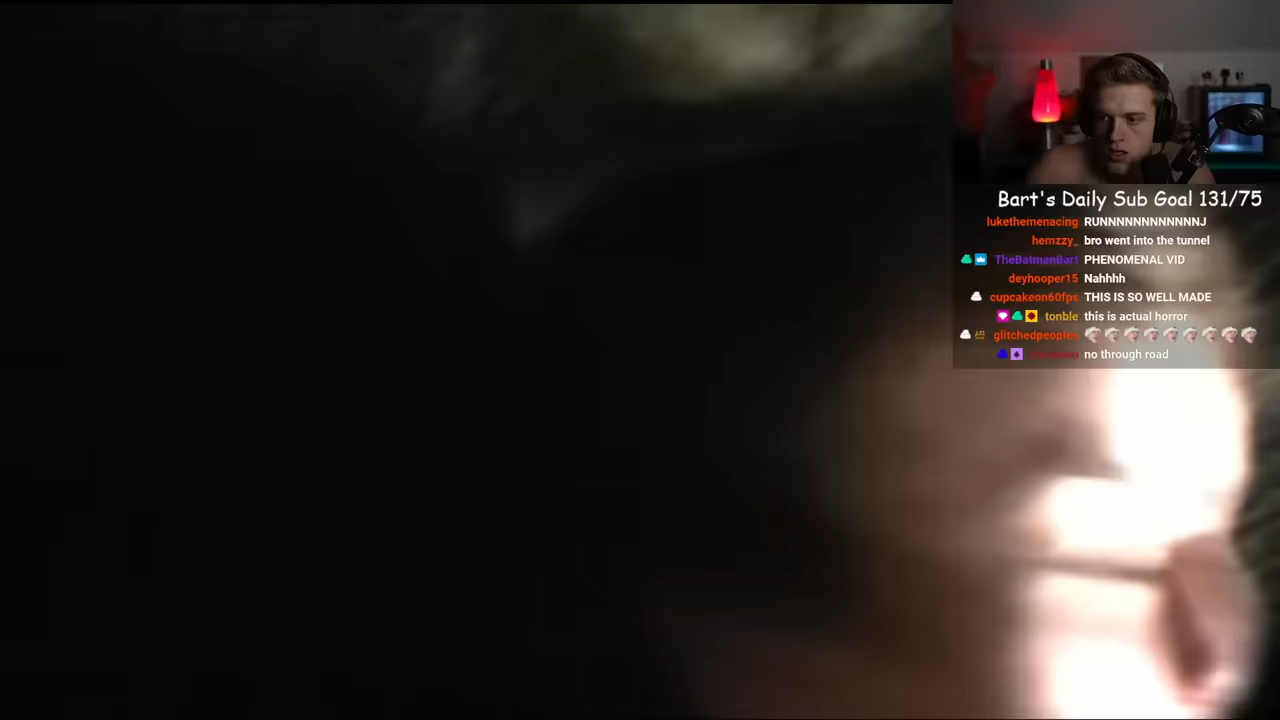 Bart's Daily Sub Goal 131/75
lukethemenacing RUNNNNNNNNNNNNJ
hemzzy_ bro went into the tunnel
TheBatmanBart PHENOMENAL VID
deyhooper15 Nahhhh
cupcakeon60fps THIS IS SO WELL MADE
tonble this is actual horror
glitchedpeoples
no through road